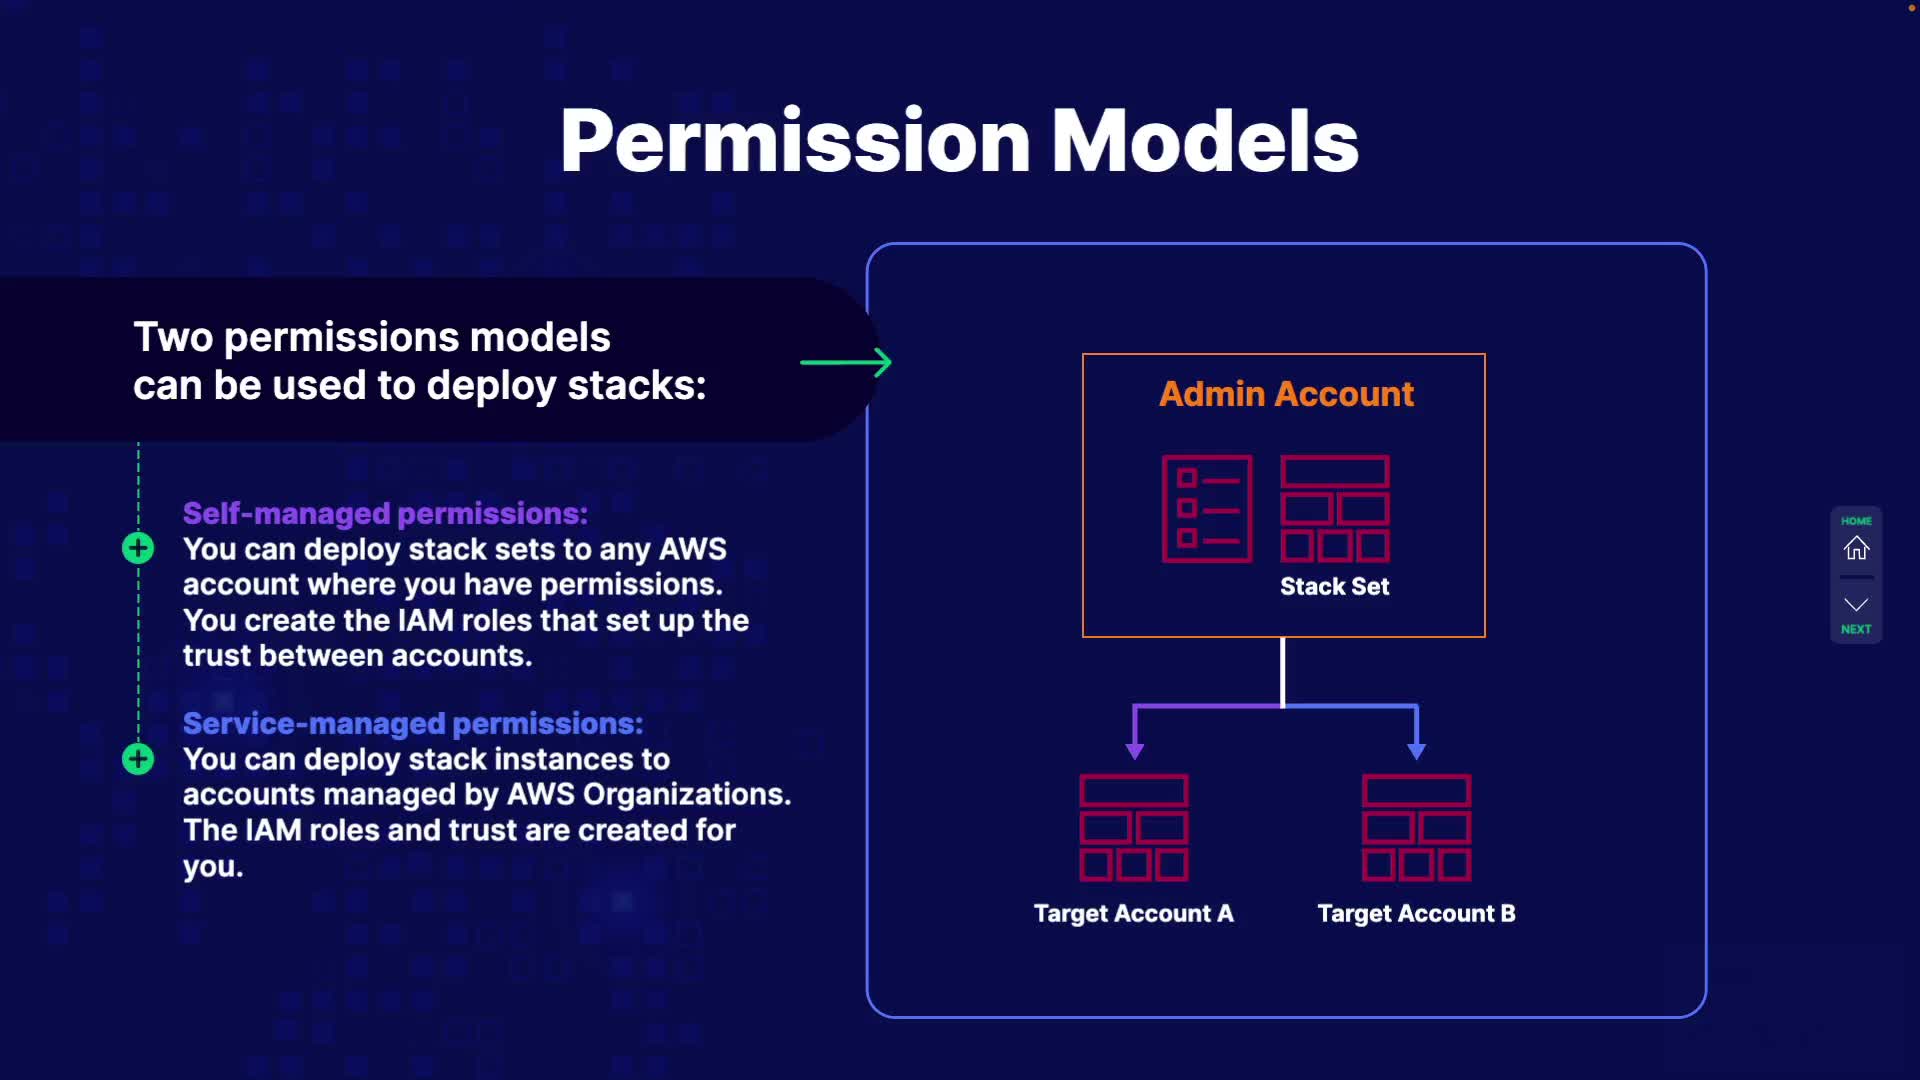 Permission Models
Two permissions models
can be used to deploy stacks:
Self-managed permissions:
You can deploy stack sets to any AWS
account where you have permissions.
You create the IAM roles that set up the
trust between accounts.
Service-managed permissions:
You can deploy stack instances to
accounts managed by AWS Organizations.
The IAM roles and trust are created for
you.
Admin Account
Stack Set
Target Account A
Target Account B
HOME
NEXT